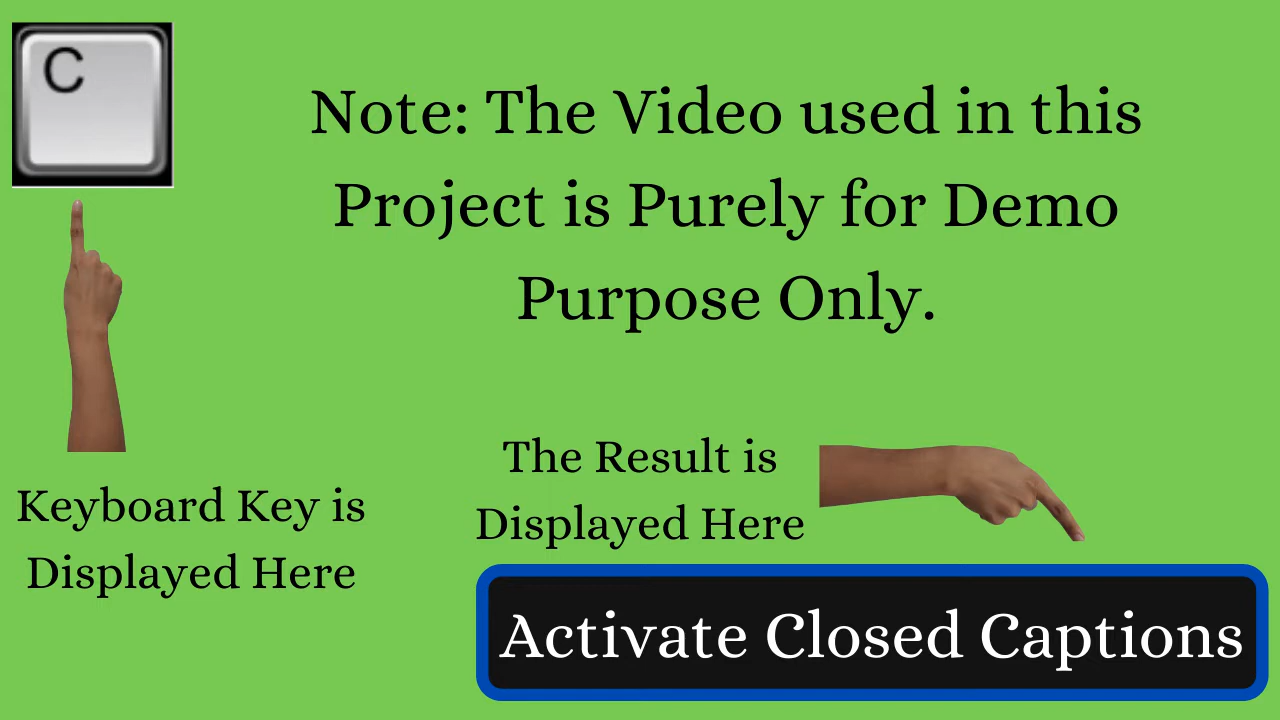 C
Note: The Video used in this
Project is Purely for Demo
Purpose Only.
The Result is
Displayed Here
Keyboard Key is
Displayed Here
Activate Closed Captions